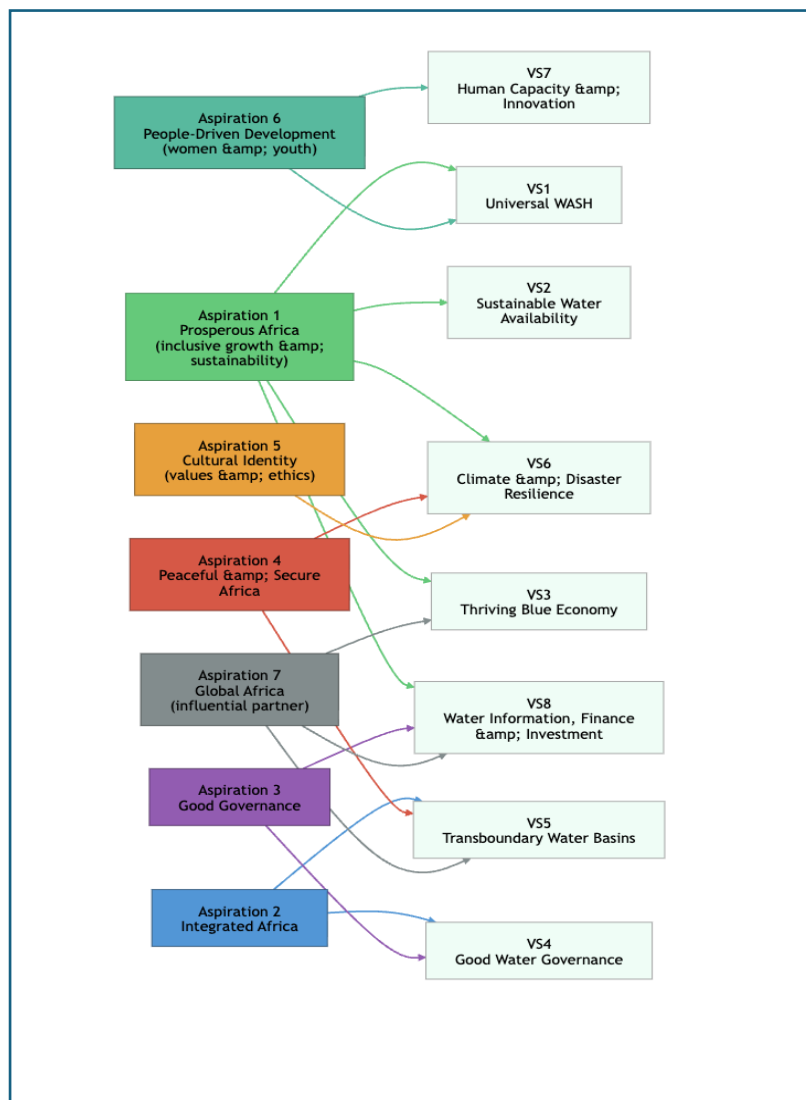 VS7
Human Capacity &amp;
Innovation
Aspiration 6
People-Driven Development
(women &amp; youth)
VS1
Universal WASH
VS2
Sustainable Water
Availability
Aspiration 1
Prosperous Africa
(inclusive growth &amp;
sustainability)
Aspiration 5
Cultural Identity
(values &amp; ethics)
VS6
Climate &amp; Disaster
Resilience
Aspiration 4
Peaceful &amp; Secure
Africa
VS3
Thriving Blue Economy
Aspiration 7
Global Africa
(influential partner)
VS8
Water Information, Finance
&amp; Investment
Aspiration 3
Good Governance
VS5
Transboundary Water Basins
Aspiration 2
Integrated Africa
VS4
Good Water Governance